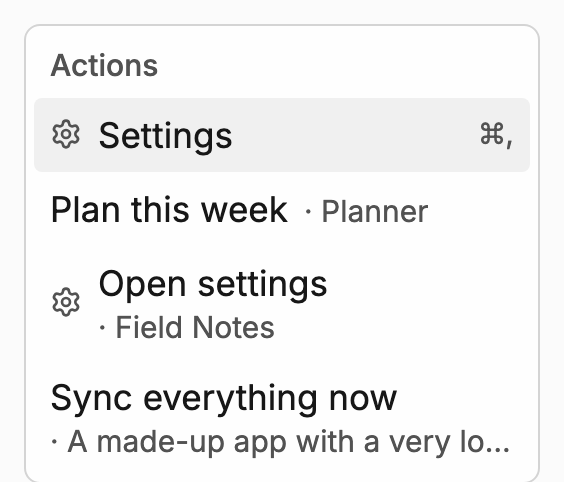 Actions
Settings ⌘,
Plan this week · Planner
Open settings
· Field Notes
Sync everything now
· A made-up app with a very lo...